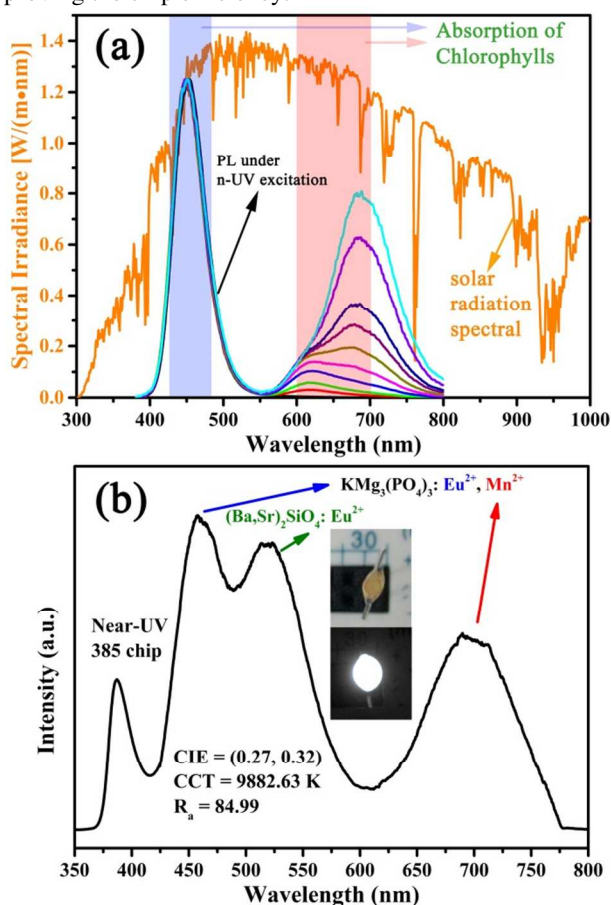 (a)
Absorption of
Chlorophylls
PL under
n-UV excitation
solar
radiation
spectral
Spectral Irradiance [W/(m•nm)]
1.4
1.2
1.0
0.8
0.6
0.4
0.2
0.0
300 400 500 600 700 800 900 1000
Wavelength (nm)
(b)
KMg3(PO4)3: Eu2+, Mn2+
(Ba,Sr)2SiO4: Eu2+
30
Near-UV
385 chip
CIE = (0.27, 0.32)
CCT = 9882.63 K
Ra = 84.99
Intensity (a.u.)
350 400 450 500 550 600 650 700 750 800
Wavelength (nm)